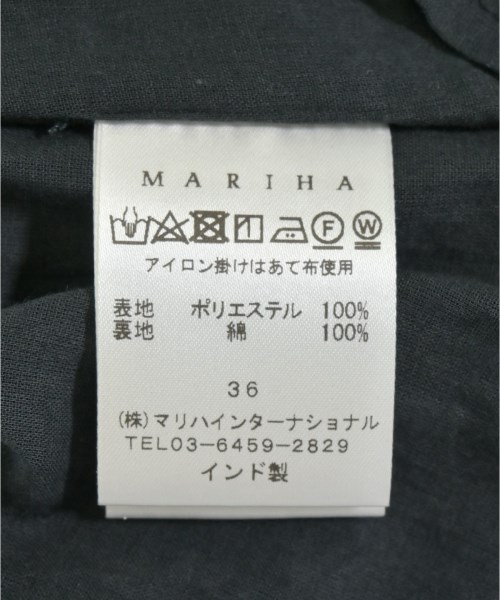 MARIHA
F W
アイロン掛けはあて布使用
表地 ポリエステル 100%
裏地 綿 100%
36
(株)マリハインターナショナル
TEL03-6459-2829
インド製